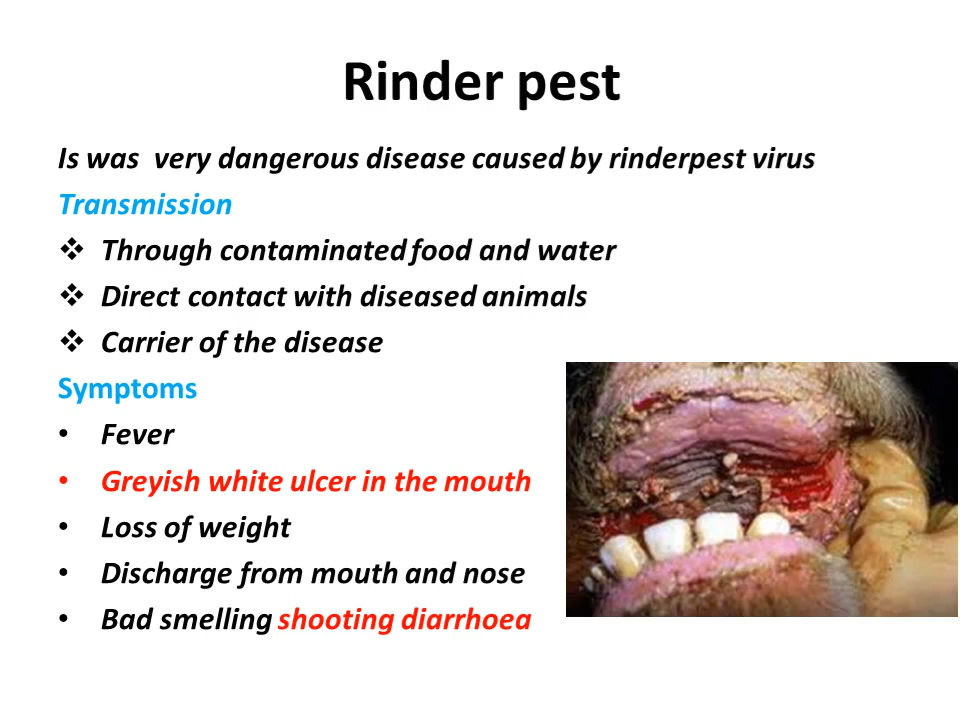 Rinder pest
Is was  very dangerous disease caused by rinderpest virus
Transmission
❖ Through contaminated food and water
❖ Direct contact with diseased animals
❖ Carrier of the disease
Symptoms
• Fever
• Greyish white ulcer in the mouth
• Loss of weight
• Discharge from mouth and nose
• Bad smelling shooting diarrhoea